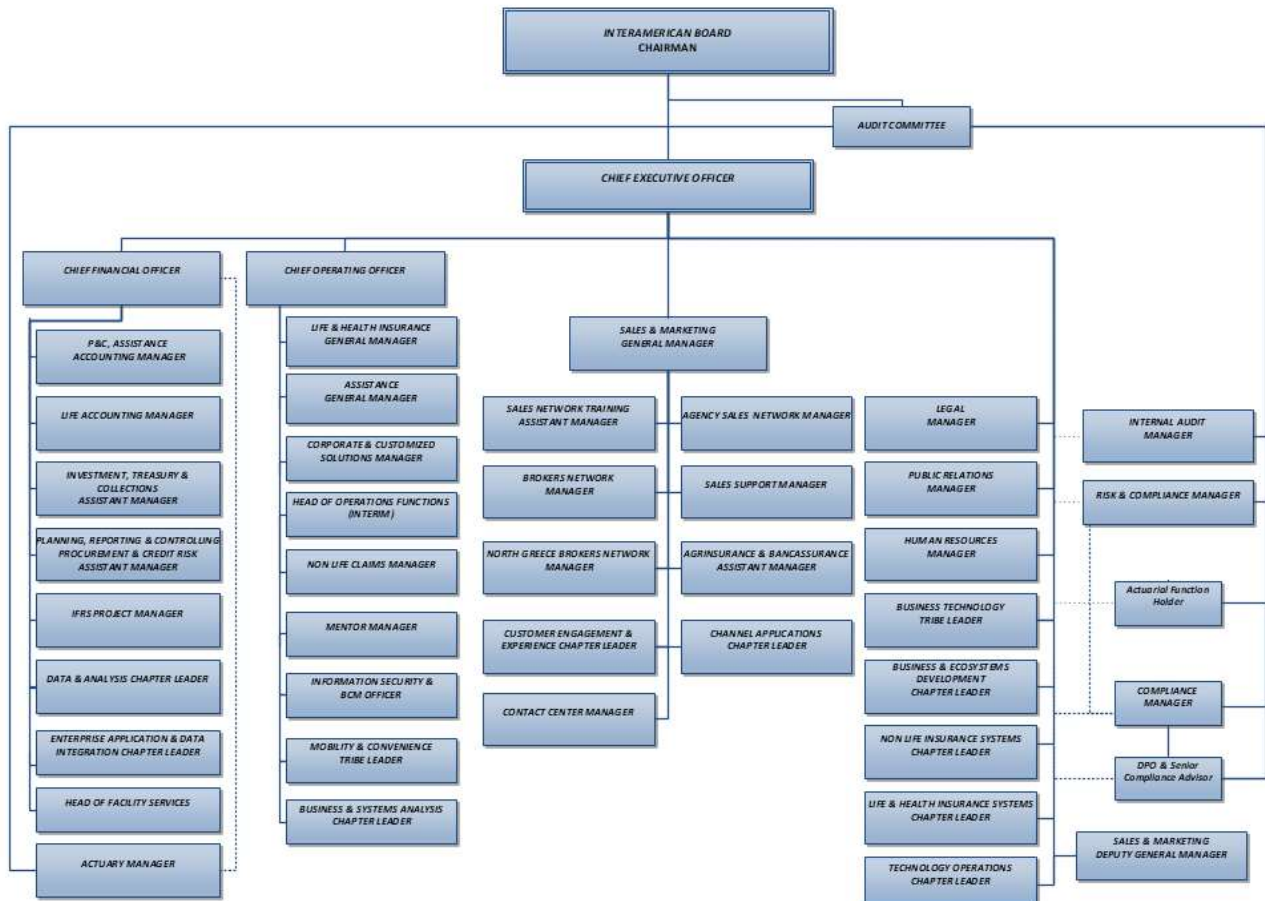 INTERAMERICAN BOARD
CHAIRMAN
AUDIT COMMITTEE
CHIEF EXECUTIVE OFFICER
CHIEF FINANCIAL OFFICER
P&C, ASSISTANCE
ACCOUNTING MANAGER
LIFE ACCOUNTING MANAGER
INVESTMENT, TREASURY &
COLLECTIONS
ASSISTANT MANAGER
PLANNING, REPORTING & CONTROLLING
PROCUREMENT & CREDIT RISK
ASSISTANT MANAGER
IFRS PROJECT MANAGER
DATA & ANALYSIS CHAPTER LEADER
ENTERPRISE APPLICATION & DATA
INTEGRATION CHAPTER LEADER
HEAD OF FACILITY SERVICES
ACTUARY MANAGER
CHIEF OPERATING OFFICER
LIFE & HEALTH INSURANCE
GENERAL MANAGER
ASSISTANCE
GENERAL MANAGER
CORPORATE & CUSTOMIZED
SOLUTIONS MANAGER
HEAD OF OPERATIONS FUNCTIONS
(INTERIM)
NON LIFE CLAIMS MANAGER
MENTOR MANAGER
INFORMATION SECURITY &
BCM OFFICER
MOBILITY & CONVENIENCE
TRIBE LEADER
BUSINESS & SYSTEMS ANALYSIS
CHAPTER LEADER
SALES & MARKETING
GENERAL MANAGER
SALES NETWORK TRAINING
ASSISTANT MANAGER
AGENCY SALES NETWORK MANAGER
BROKERS NETWORK
MANAGER
SALES SUPPORT MANAGER
NORTH GREECE BROKERS NETWORK
MANAGER
AGRINSURANCE & BANCASSURANCE
ASSISTANT MANAGER
CUSTOMER ENGAGEMENT &
EXPERIENCE CHAPTER LEADER
CHANNEL APPLICATIONS
CHAPTER LEADER
CONTACT CENTER MANAGER
LEGAL
MANAGER
PUBLIC RELATIONS
MANAGER
HUMAN RESOURCES
MANAGER
BUSINESS TECHNOLOGY
TRIBE LEADER
BUSINESS & ECOSYSTEMS
DEVELOPMENT
CHAPTER LEADER
NON LIFE INSURANCE SYSTEMS
CHAPTER LEADER
LIFE & HEALTH INSURANCE SYSTEMS
CHAPTER LEADER
TECHNOLOGY OPERATIONS
CHAPTER LEADER
INTERNAL AUDIT
MANAGER
RISK & COMPLIANCE MANAGER
Actuarial Function
Holder
COMPLIANCE
MANAGER
DPO & Senior
Compliance Advisor
SALES & MARKETING
DEPUTY GENERAL MANAGER